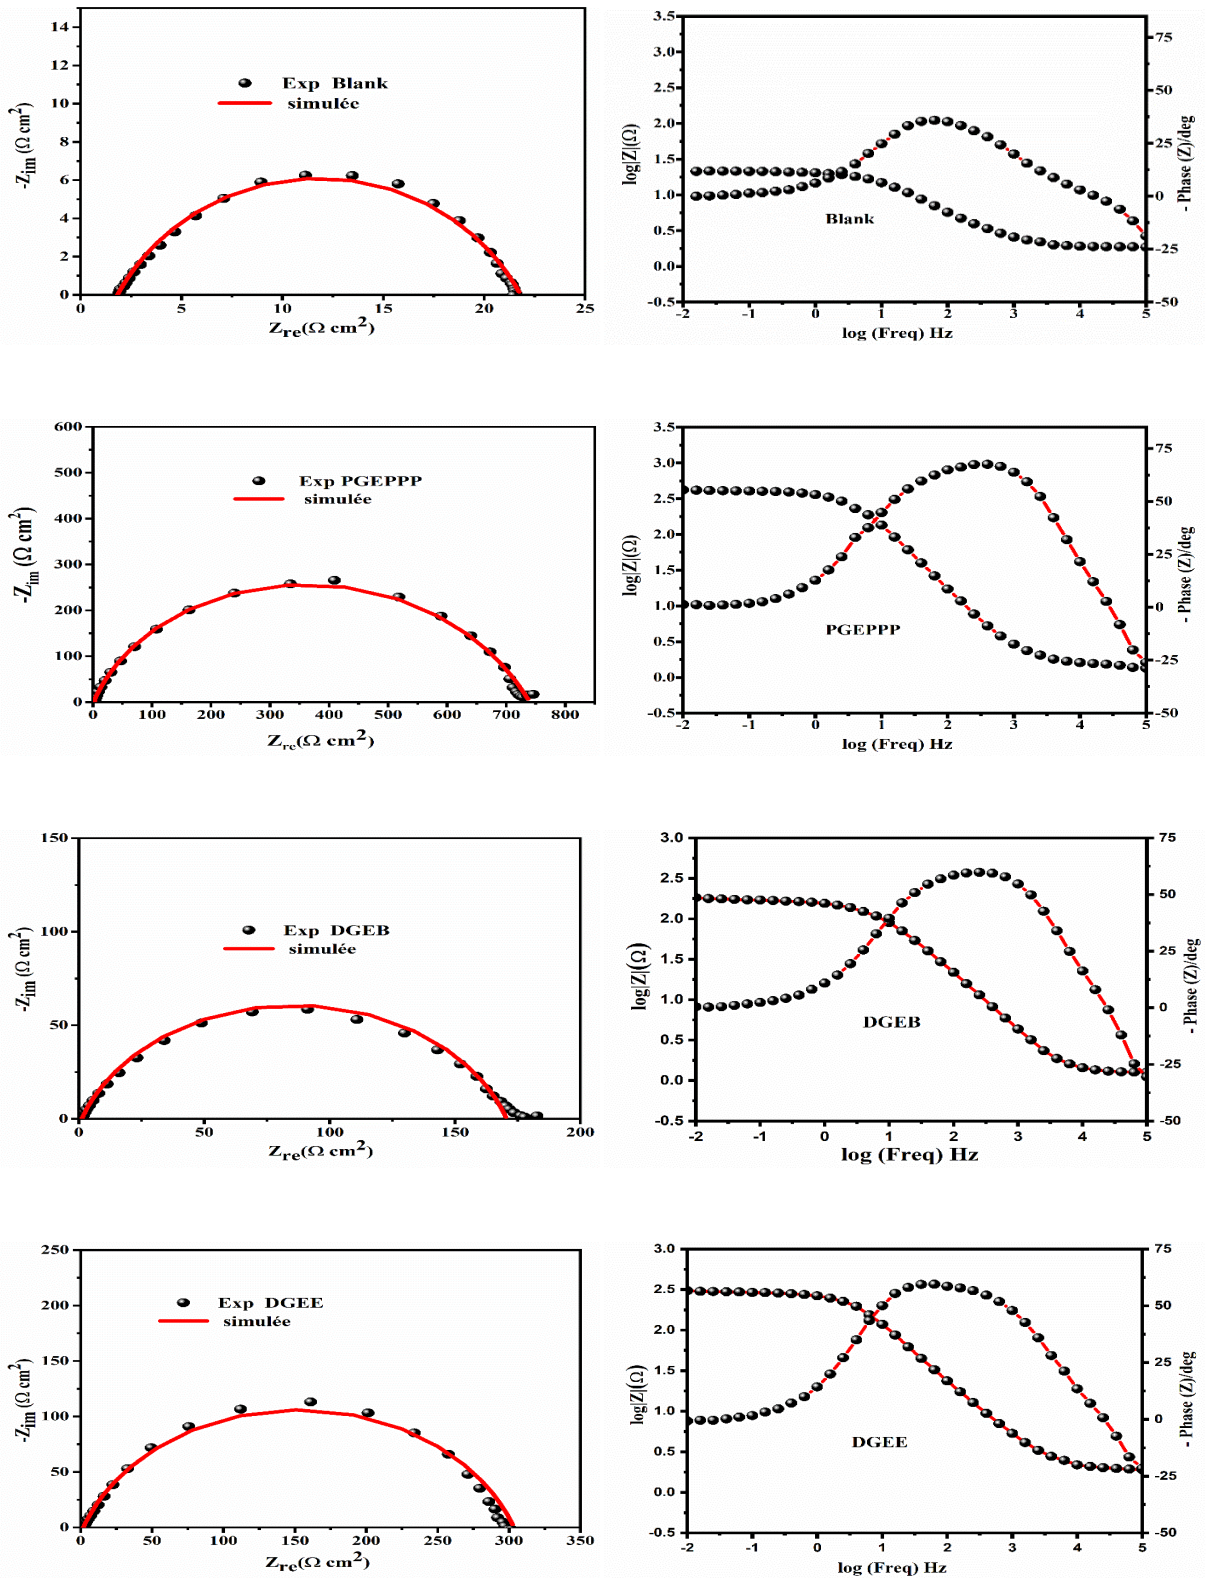 14
12
10
8
6
4
2
0
-Zim (Ω cm2)
Exp Blank
simulée
0 5 10 15 20 25
Zre(Ω cm2)
3.5
3.0
2.5
2.0
1.5
1.0
0.5
0.0
-0.5
log|Z|(Ω)
Blank
75
50
25
0
-25
-50
- Phase (Z)/deg
-2 -1 0 1 2 3 4 5
log (Freq) Hz
600
500
400
300
200
100
0
-Zim (Ω cm2)
Exp PGEPPP
simulée
0 100 200 300 400 500 600 700 800
Zre(Ω cm2)
3.5
3.0
2.5
2.0
1.5
1.0
0.5
0.0
-0.5
log|Z|(Ω)
PGEPPP
75
50
25
0
-25
-50
- Phase (Z)/deg
-2 -1 0 1 2 3 4 5
log (Freq) Hz
150
100
50
0
-Zim (Ω cm2)
Exp DGEB
simulée
0 50 100 150 200
Zre(Ω cm2)
3.0
2.5
2.0
1.5
1.0
0.5
0.0
-0.5
log|Z|(Ω)
DGEB
75
50
25
0
-25
-50
- Phase (Z)/deg
-2 -1 0 1 2 3 4 5
log (Freq) Hz
250
200
150
100
50
0
-Zim (Ω cm2)
Exp DGEE
simulée
0 50 100 150 200 250 300 350
Zre(Ω cm2)
3.0
2.5
2.0
1.5
1.0
0.5
0.0
-0.5
log|Z|(Ω)
DGEE
75
50
25
0
-25
-50
- Phase (Z)/deg
-2 -1 0 1 2 3 4 5
log (Freq) Hz